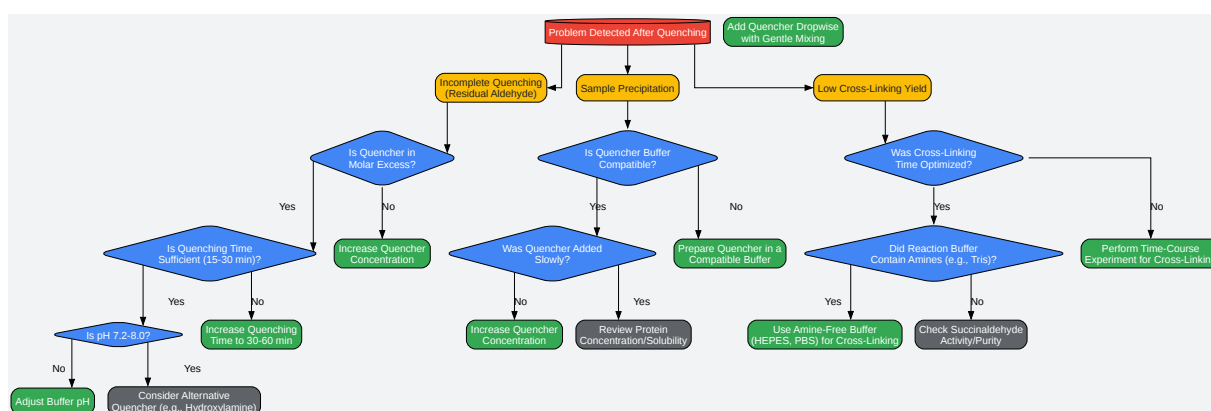 Problem Detected After Quenching
Add Quencher Dropwise
with Gentle Mixing
Incomplete Quenching
(Residual Aldehyde)
Sample Precipitation
Low Cross-Linking Yield
Is Quencher in
Molar Excess?
Is Quencher Buffer
Compatible?
Was Cross-Linking
Time Optimized?
Yes
No
Yes
No
Yes
No
Is Quenching Time
Sufficient (15-30 min)?
Increase Quencher
Concentration
Was Quencher Added
Slowly?
Prepare Quencher in a
Compatible Buffer
Did Reaction Buffer
Contain Amines (e.g., Tris)?
Perform Time-Course
Experiment for Cross-Linkin
Yes
No
No
Yes
Yes
No
Is pH 7.2-8.0?
Increase Quenching
Time to 30-60 min
Increase Quencher
Concentration
Review Protein
Concentration/Solubility
Use Amine-Free Buffer
(HEPES, PBS) for Cross-Linking
Check Succinaldehyde
Activity/Purity
No
Yes
Adjust Buffer pH
Consider Alternative
Quencher (e.g., Hydroxylamine)